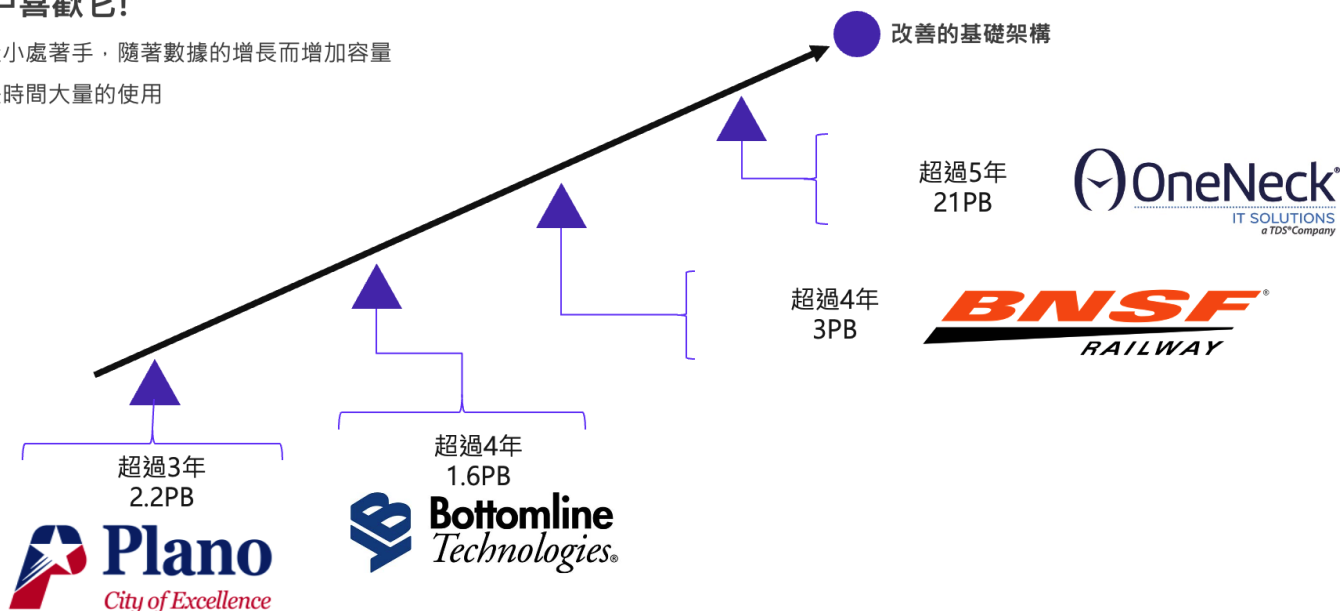 喜歡它!
小處著手，隨著數據的增長而增加容量
時間大量的使用
改善的基礎架構
超過5年
21PB
OneNeck®
IT SOLUTIONS
a TDS®Company
超過4年
3PB
BNSF®
RAILWAY
超過4年
1.6PB
Bottomline
Technologies®
超過3年
2.2PB
Plano
City of Excellence